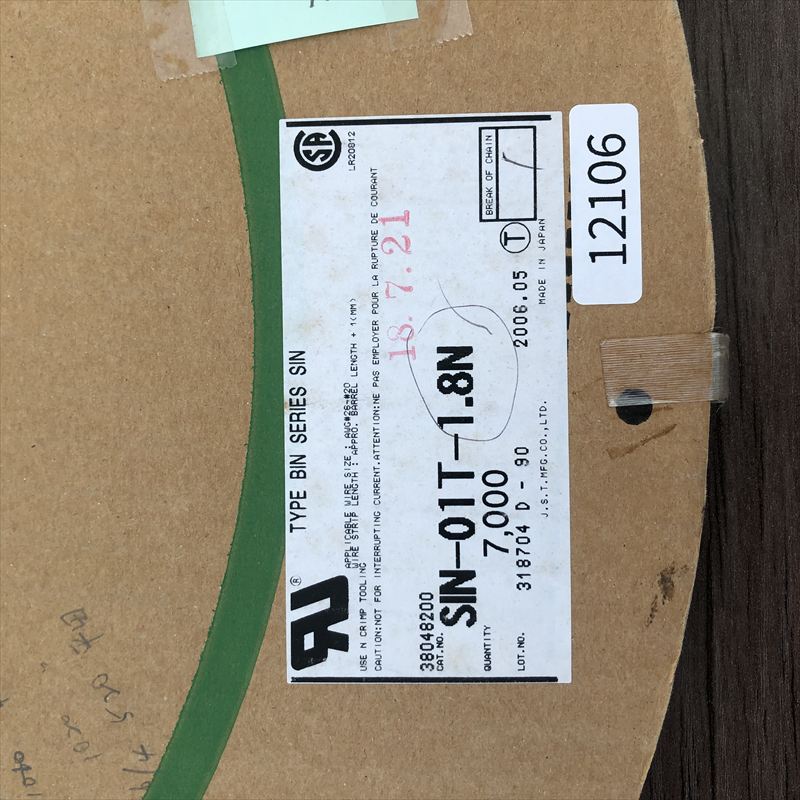 TYPE BIN SERIES SIN
SA
LR20812
APPLICABLE WIRE SIZE : AWG#26~#20
WIRE STRIP LENGTH : APPRO. BARREL LENGTH + 1(MM)
USE N CRIMP TOOLING
CAUTION:NOT FOR INTERRUPTING CURRENT.ATTENTION:NE PAS EMPLOYER POUR LA RUPTURE DE COURANT
18.7.21
38048200
CAT.NO. SIN-01T-1.8N
BREAK OF CHAIN
QUANTITY 7,000
LOT.NO. 318704 D - 90 2006.05 T
J.S.T.MFG.CO.,LTD. MADE IN JAPAN
12106